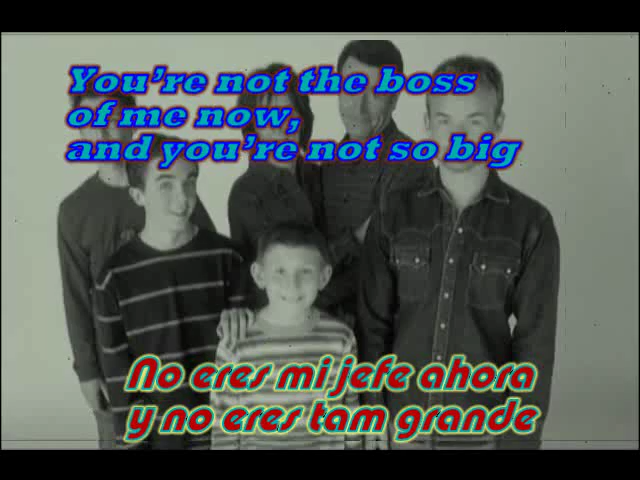 You're not the boss
of me now,
and you're not so big
No eres mi jefe ahora
y no eres tam grande